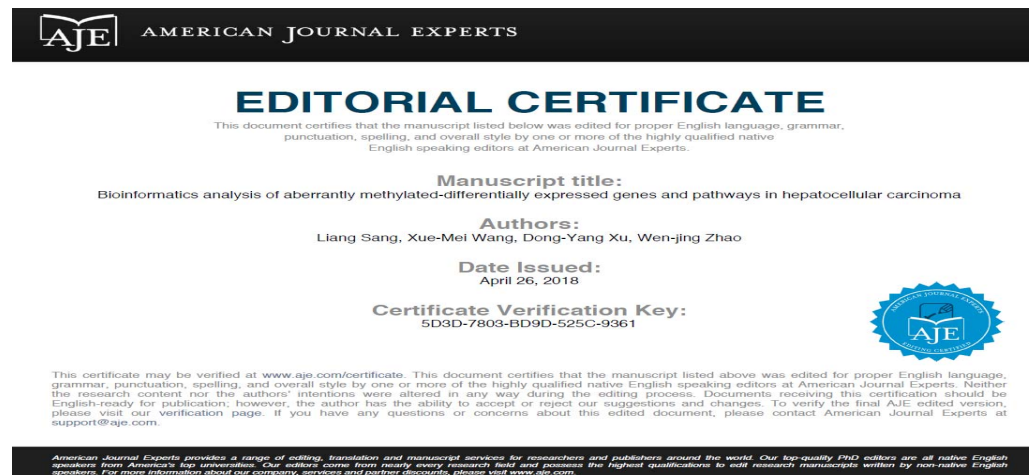 AJE AMERICAN JOURNAL EXPERTS
EDITORIAL CERTIFICATE
This document certifies that the manuscript listed below was edited for proper English language, grammar,
punctuation, spelling, and overall style by one or more of the highly qualified native
English speaking editors at American Journal Experts.
Manuscript title:
Bioinformatics analysis of aberrantly methylated-differentially expressed genes and pathways in hepatocellular carcinoma
Authors:
Liang Sang, Xue-Mei Wang, Dong-Yang Xu, Wen-jing Zhao
Date Issued:
April 26, 2018
Certificate Verification Key:
5D3D-7803-BD9D-525C-9361
AMERICAN JOURNAL EXPERTS
AJE
EDITING CERTIFIED
This certificate may be verified at www.aje.com/certificate. This document certifies that the manuscript listed above was edited for proper English language,
grammar, punctuation, spelling, and overall style by one or more of the highly qualified native English speaking editors at American Journal Experts. Neither
the research content nor the authors' intentions were altered in any way during the editing process. Documents receiving this certification should be
English-ready for publication; however, the author has the ability to accept or reject our suggestions and changes. To verify the final AJE edited version,
please visit our verification page. If you have any questions or concerns about this edited document, please contact American Journal Experts at
support@aje.com.
American Journal Experts provides a range of editing, translation and manuscript services for researchers and publishers around the world. Our top-quality PhD editors are all native English
speakers from America's top universities. Our editors come from nearly every research field and possess the highest qualifications to edit research manuscripts written by non-native English
speakers. For more information about our company, services and partner discounts, please visit www.aje.com.